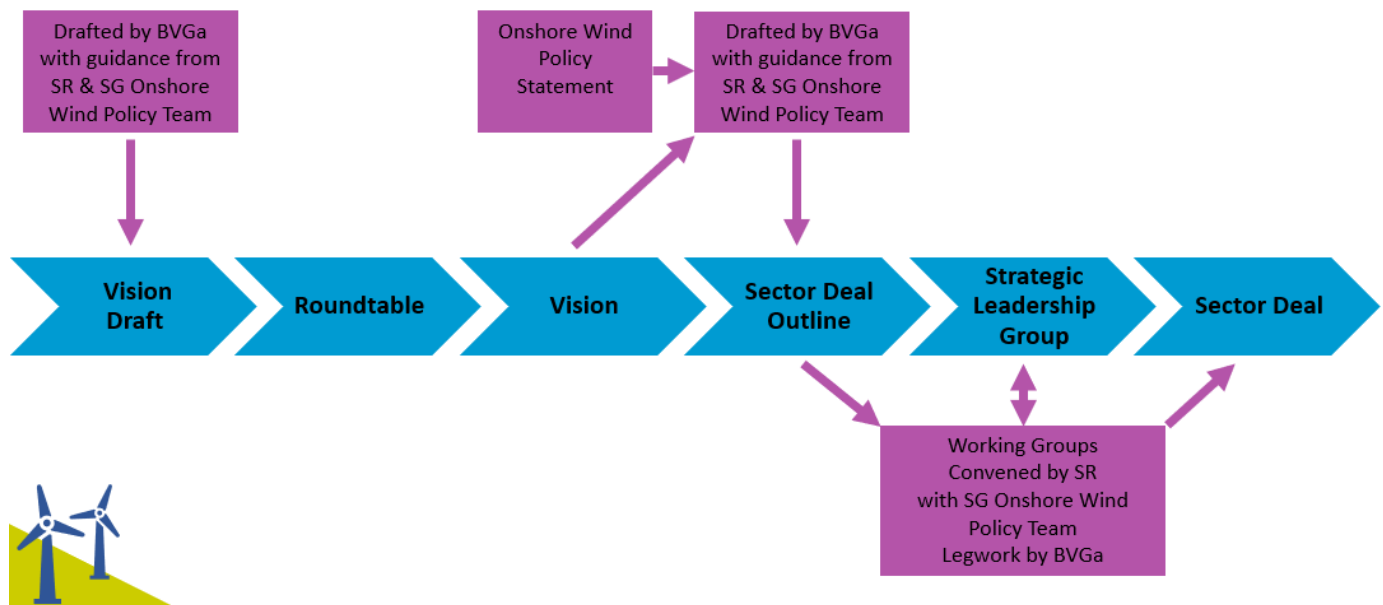 Drafted by BVGa
with guidance from
SR & SG Onshore
Wind Policy Team
Onshore Wind
Policy
Statement
Drafted by BVGa
with guidance from
SR & SG Onshore
Wind Policy Team
Vision
Draft
Roundtable
Vision
Sector Deal
Outline
Strategic
Leadership
Group
Sector Deal
Working Groups
Convened by SR
with SG Onshore Wind
Policy Team
Legwork by BVGa